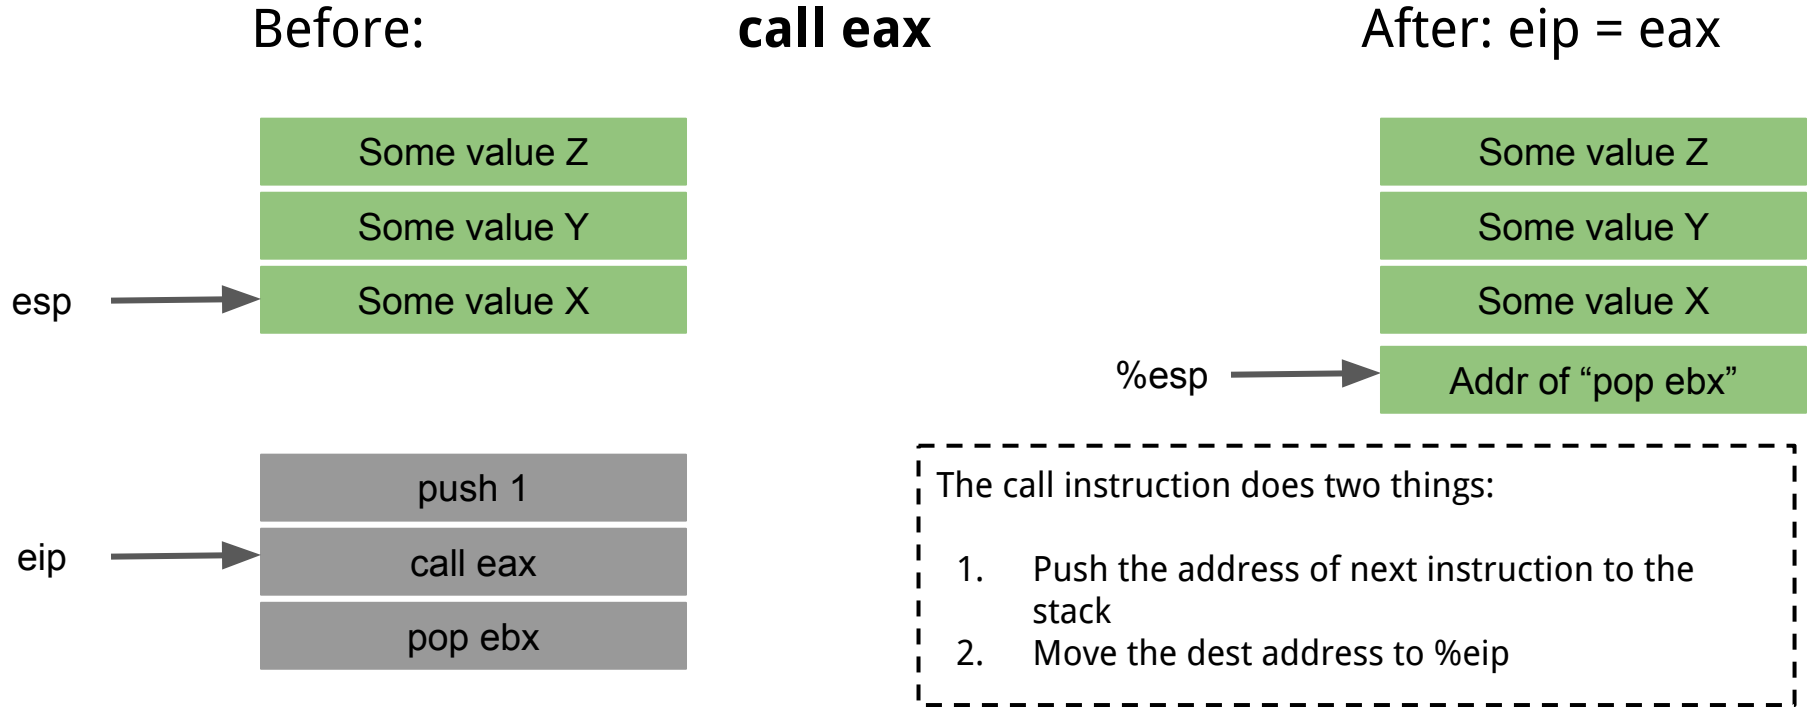 Before:
call eax
After: eip = eax
Some value Z
Some value Y
esp
Some value X
Some value Z
Some value Y
Some value X
%esp
Addr of “pop ebx”
push 1
eip
call eax
pop ebx
The call instruction does two things:
1. Push the address of next instruction to the
stack
2. Move the dest address to %eip